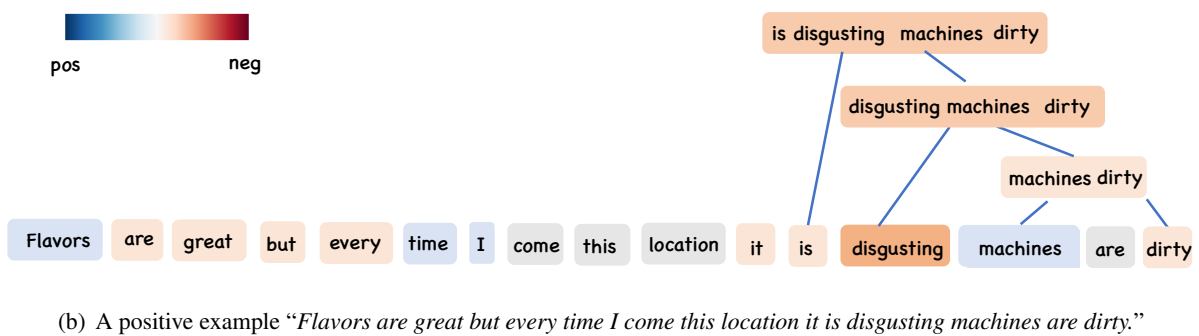 pos neg
is disgusting machines dirty
disgusting machines dirty
machines dirty
Flavors are great but every time I come this location it is disgusting machines are dirty
(b) A positive example “Flavors are great but every time I come this location it is disgusting machines are dirty.”